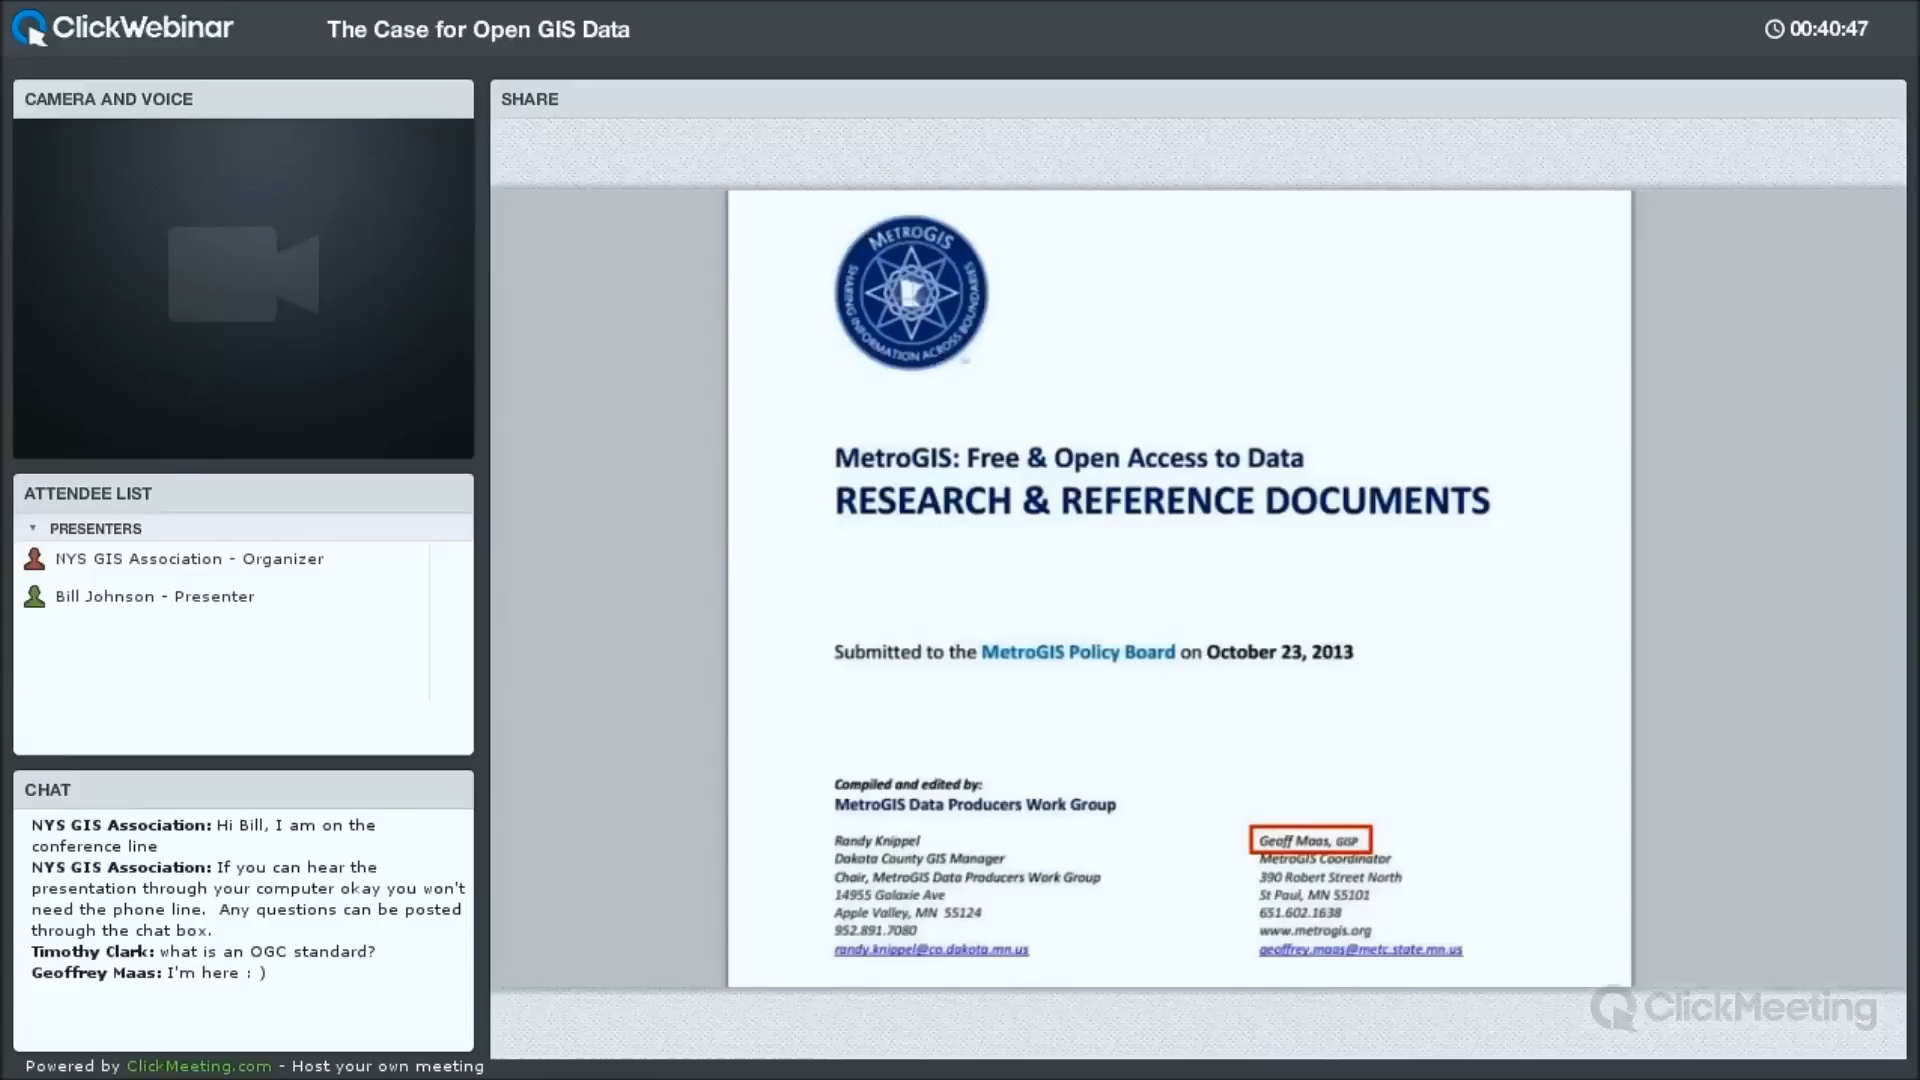 ClickWebinar
The Case for Open GIS Data
00:40:47
CAMERA AND VOICE
ATTENDEE LIST
PRESENTERS
NYS GIS Association - Organizer
Bill Johnson - Presenter
CHAT
NYS GIS Association: Hi Bill, I am on the
conference line
NYS GIS Association: If you can hear the
presentation through your computer okay you won't
need the phone line. Any questions can be posted
through the chat box.
Timothy Clark: what is an OGC standard?
Geoffrey Maas: I'm here : )
Powered by ClickMeeting.com - Host your own meeting
SHARE
METROGIS
SHARING INFORMATION ACROSS BOUNDARIES
MetroGIS: Free & Open Access to Data
RESEARCH & REFERENCE DOCUMENTS
Submitted to the MetroGIS Policy Board on October 23, 2013
Compiled and edited by:
MetroGIS Data Producers Work Group
Randy Knippel
Dakota County GIS Manager
Chair, MetroGIS Data Producers Work Group
14955 Galaxie Ave
Apple Valley, MN 55124
952.891.7080
randy.knippel@co.dakota.mn.us
Geoff Maas, GISP
MetroGIS Coordinator
390 Robert Street North
St Paul, MN 55101
651.602.1638
www.metrogis.org
geoffrey.maas@metc.state.mn.us
ClickMeeting